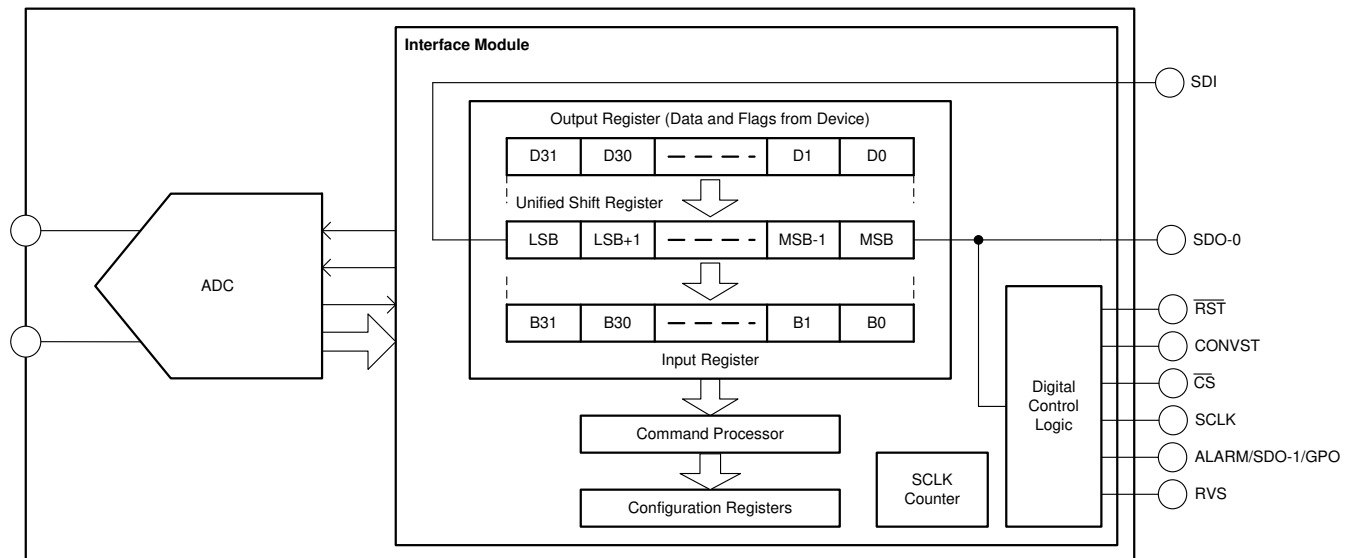 Interface Module
SDI
Output Register (Data and Flags from Device)
D31 D30 D1 D0
Unified Shift Register
LSB LSB+1 MSB-1 MSB
SDO-0
ADC
B31 B30 B1 B0
Input Register
RST
CONVST
CS
SCLK
ALARM/SDO-1/GPO
RVS
Digital
Control
Logic
Command Processor
SCLK
Counter
Configuration Registers